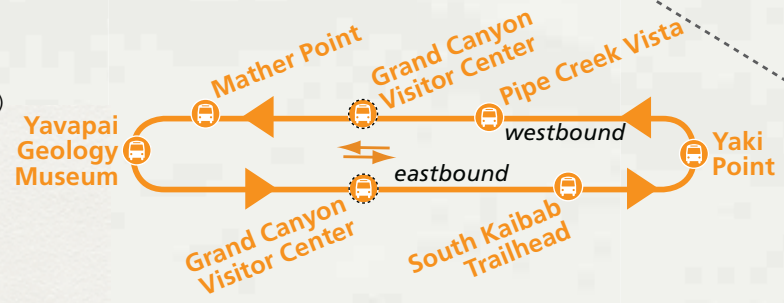 )
Mather Point
Grand Canyon
Visitor Center
Pipe Creek Vista
Yavapai
Geology
Museum
westbound
Yaki
Point
eastbound
Grand Canyon
Visitor Center
South Kaibab
Trailhead